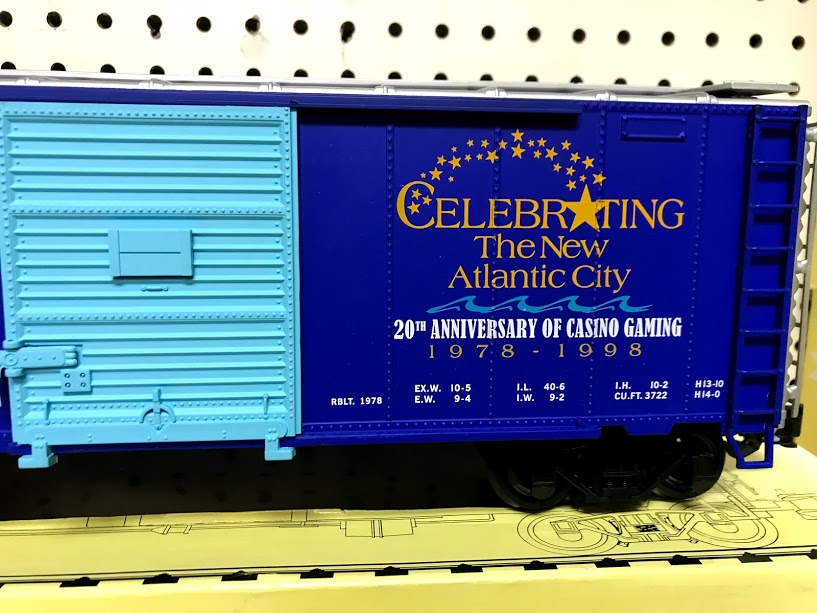 CELEBRATING
The New
Atlantic City
20TH ANNIVERSARY OF CASINO GAMING
1978 - 1998
RBLT. 1978
EX.W. 10-5 I.L. 40-6 I.H. 10-2 H13-10
E.W. 9-4 I.W. 9-2 CU.FT. 3722 H14-0